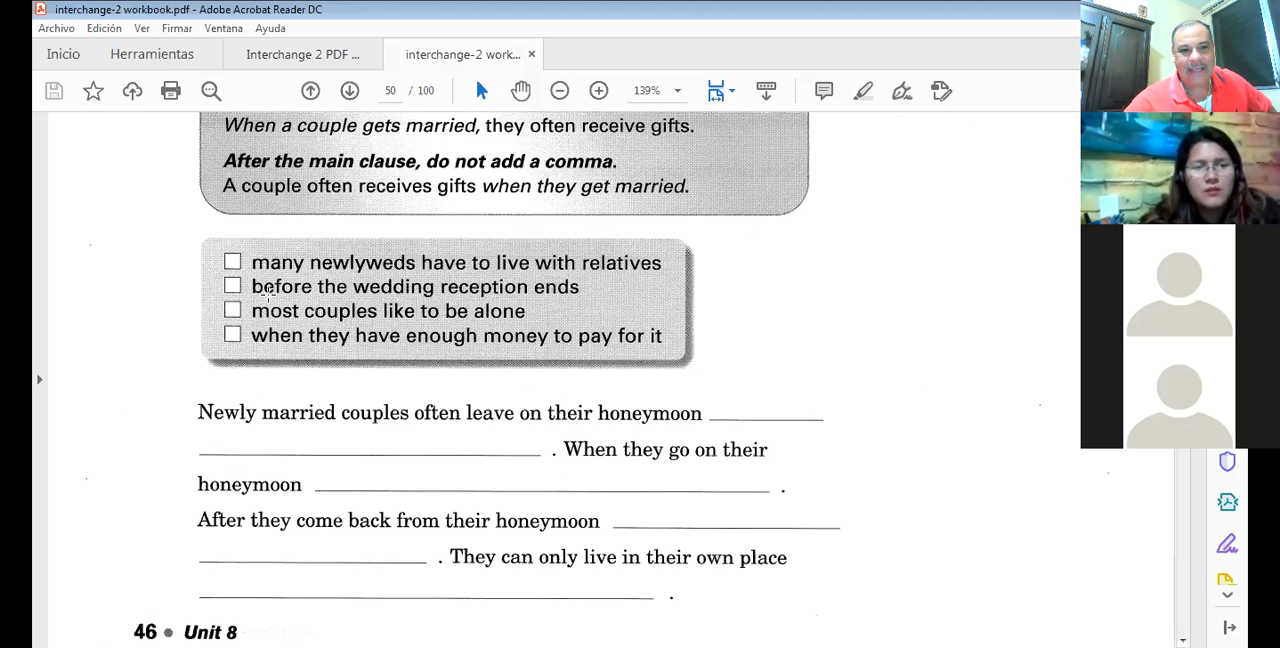 interchange-2 workbook.pdf - Adobe Acrobat Reader DC
Archivo Edición Ver Firmar Ventana Ayuda
Inicio Herramientas Interchange 2 PDF ... interchange-2 work... ×
50 / 100 139%
When a couple gets married, they often receive gifts.
After the main clause, do not add a comma.
A couple often receives gifts when they get married.
many newlyweds have to live with relatives
before the wedding reception ends
most couples like to be alone
when they have enough money to pay for it
Newly married couples often leave on their honeymoon
. When they go on their
honeymoon .
After they come back from their honeymoon
. They can only live in their own place
.
46 • Unit 8